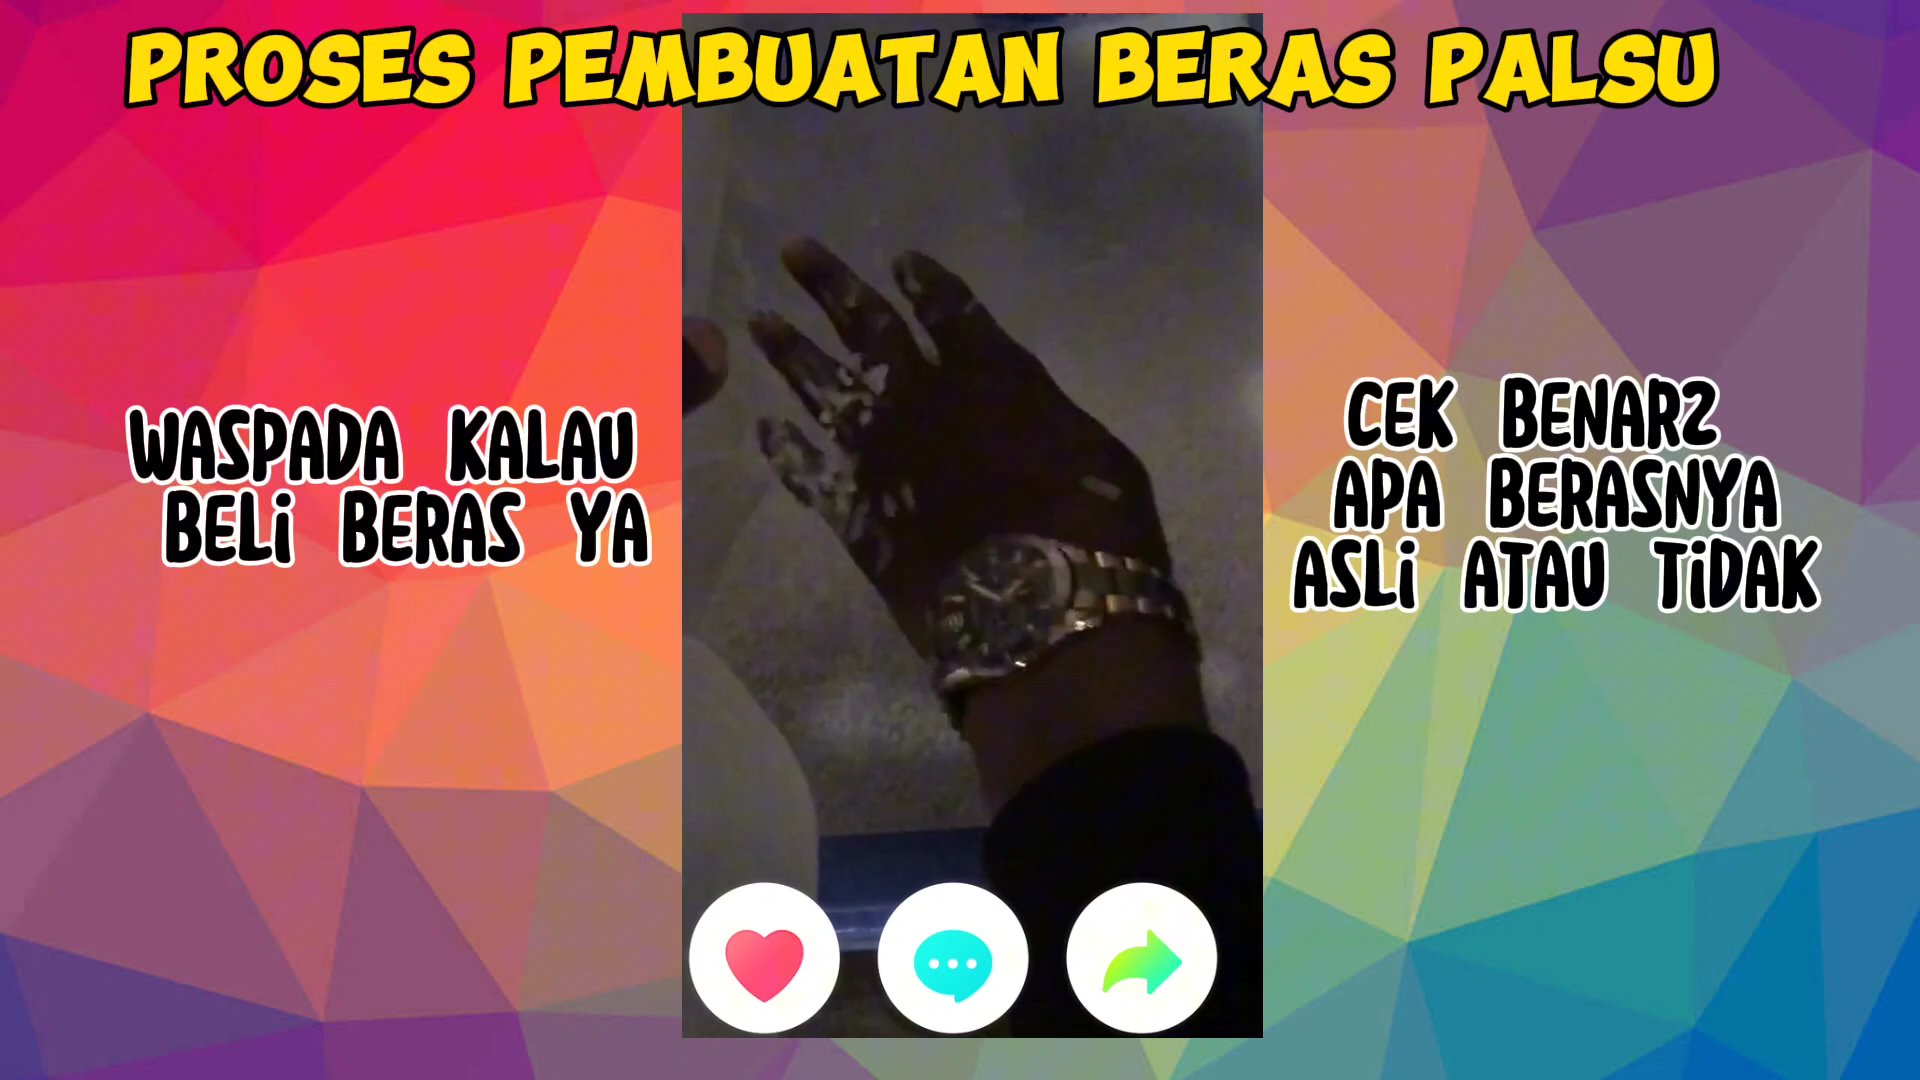 PROSES PEMBUATAN BERAS PALSU
WASPADA KALAU
BELi BERAS YA
CEK BENAR2
APA BERASNYA
ASLi ATAU TiDAK